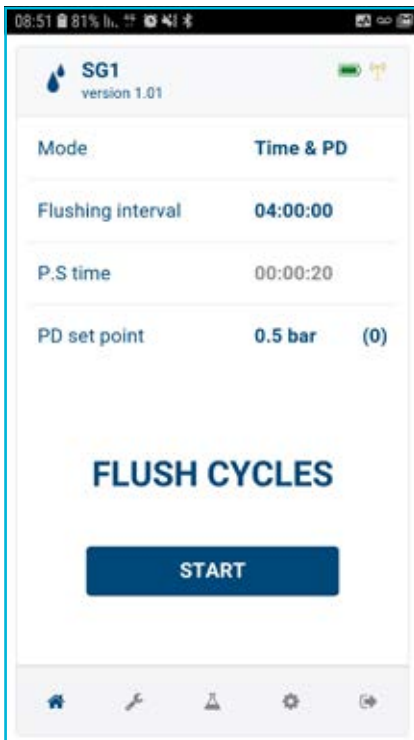 08:51 81%
SG1
version 1.01
Mode Time & PD
Flushing interval 04:00:00
P.S time 00:00:20
PD set point 0.5 bar (0)
FLUSH CYCLES
START